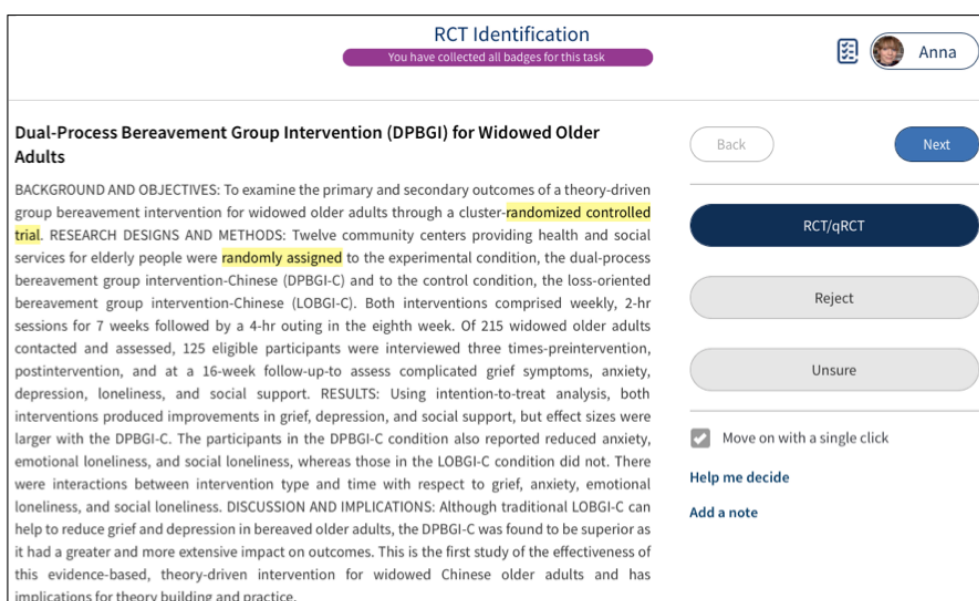 RCT Identification
You have collected all badges for this task
Anna
Dual-Process Bereavement Group Intervention (DPBGI) for Widowed Older
Adults
BACKGROUND AND OBJECTIVES: To examine the primary and secondary outcomes of a theory-driven
group bereavement intervention for widowed older adults through a cluster-randomized controlled
trial. RESEARCH DESIGNS AND METHODS: Twelve community centers providing health and social
services for elderly people were randomly assigned to the experimental condition, the dual-process
bereavement group intervention-Chinese (DPBGI-C) and to the control condition, the loss-oriented
bereavement group intervention-Chinese (LOBGI-C). Both interventions comprised weekly, 2-hr
sessions for 7 weeks followed by a 4-hr outing in the eighth week. Of 215 widowed older adults
contacted and assessed, 125 eligible participants were interviewed three times-preintervention,
postintervention, and at a 16-week follow-up-to assess complicated grief symptoms, anxiety,
depression, loneliness, and social support. RESULTS: Using intention-to-treat analysis, both
interventions produced improvements in grief, depression, and social support, but effect sizes were
larger with the DPBGI-C. The participants in the DPBGI-C condition also reported reduced anxiety,
emotional loneliness, and social loneliness, whereas those in the LOBGI-C condition did not. There
were interactions between intervention type and time with respect to grief, anxiety, emotional
loneliness, and social loneliness. DISCUSSION AND IMPLICATIONS: Although traditional LOBGI-C can
help to reduce grief and depression in bereaved older adults, the DPBGI-C was found to be superior as
it had a greater and more extensive impact on outcomes. This is the first study of the effectiveness of
this evidence-based, theory-driven intervention for widowed Chinese older adults and has
implications for theory building and practice.
Back
Next
RCT/qRCT
Reject
Unsure
Move on with a single click
Help me decide
Add a note